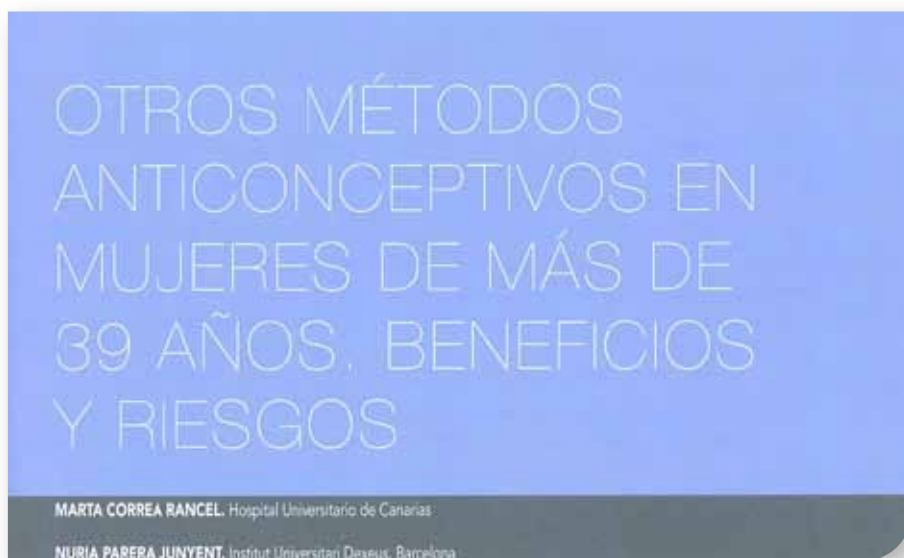 OTROS MÉTODOS
ANTICONCEPTIVOS EN
MUJERES DE MÁS DE
39 AÑOS. BENEFICIOS
Y RIESGOS
MARTA CORREA RANCEL. Hospital Universitario de Canarias
NURIA PARERA JUNYENT. Institut Universitari Dexeus. Barcelona